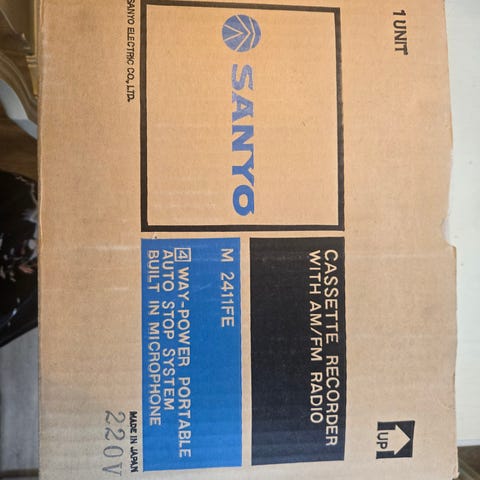 1 UNIT
SANYO
CASSETTE RECORDER
WITH AM/FM RADIO
M 2411FE
4 WAY-POWER PORTABLE
AUTO STOP SYSTEM
BUILT IN MICROPHONE
UP
SANYO ELECTRIC CO., LTD.
MADE IN JAPAN
220V